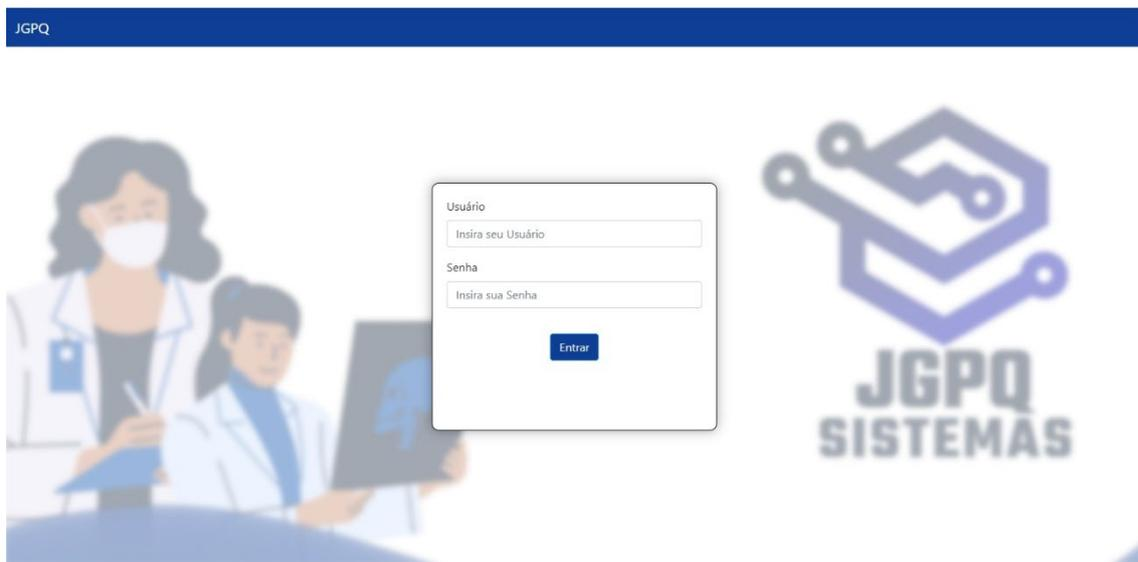 JGPQ
Usuário
Insira seu Usuário
Senha
Insira sua Senha
Entrar
JGPQ
SISTEMAS